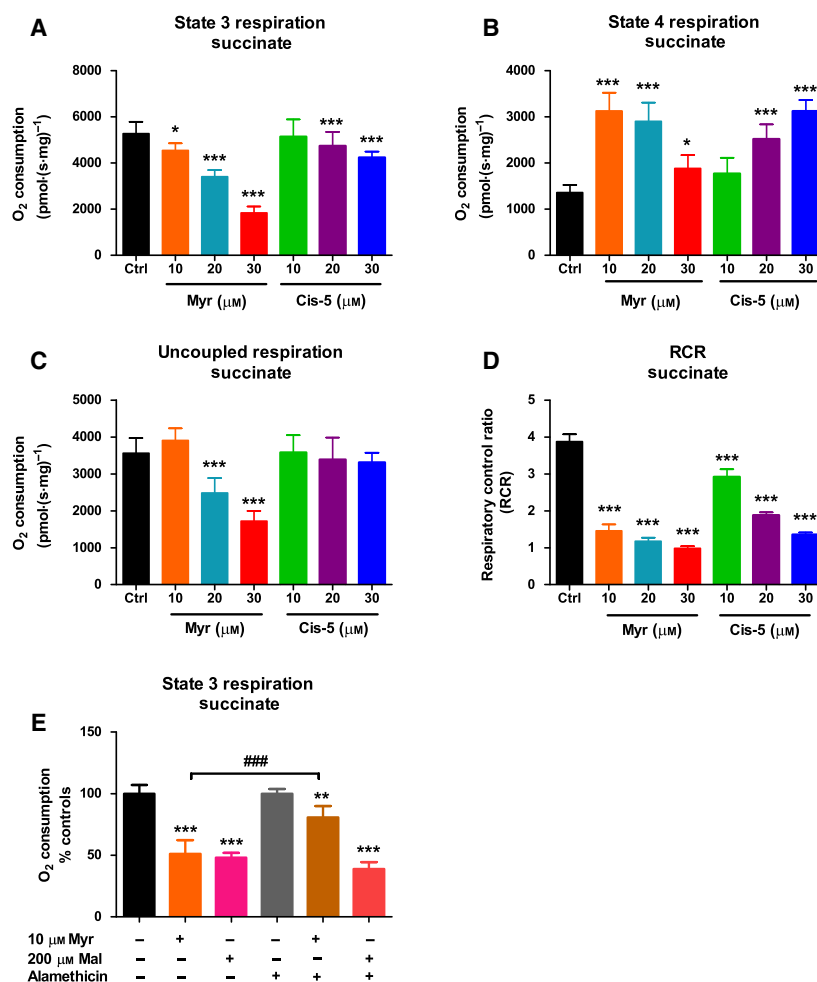 A
State 3 respiration
succinate
O2 consumption
(pmol·(s·mg)−1)
8000
6000
4000
2000
0
*
***
***
***
***
Ctrl 10 20 30 10 20 30
Myr (μM) Cis-5 (μM)
B
State 4 respiration
succinate
O2 consumption
(pmol·(s·mg)−1)
4000
3000
2000
1000
0
***
***
*
***
***
Ctrl 10 20 30 10 20 30
Myr (μM) Cis-5 (μM)
C
Uncoupled respiration
succinate
O2 consumption
(pmol·(s·mg)−1)
5000
4000
3000
2000
1000
0
***
***
Ctrl 10 20 30 10 20 30
Myr (μM) Cis-5 (μM)
D
RCR
succinate
Respiratory control ratio
(RCR)
5
4
3
2
1
0
***
***
***
***
***
***
Ctrl 10 20 30 10 20 30
Myr (μM) Cis-5 (μM)
E
State 3 respiration
succinate
O2 consumption
% controls
150
100
50
0
###
***
***
**
***
10 μM Myr − + − − + −
200 μM Mal − − + − − +
Alamethicin − − − + + +